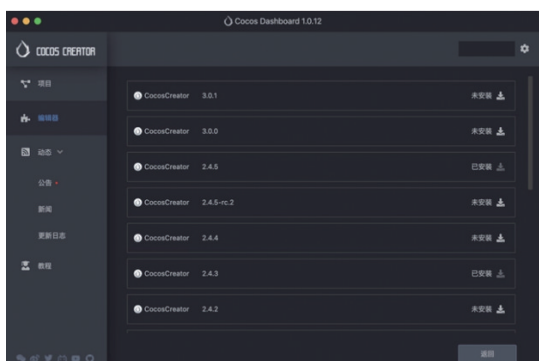 Cocos Dashboard 1.0.12
COCOS CREATOR
项目
编辑器
动态
公告
新闻
更新日志
教程
CocosCreator 3.0.1 未安装
CocosCreator 3.0.0 未安装
CocosCreator 2.4.5 已安装
CocosCreator 2.4.5-rc.2 未安装
CocosCreator 2.4.4 未安装
CocosCreator 2.4.3 已安装
CocosCreator 2.4.2 未安装
返回